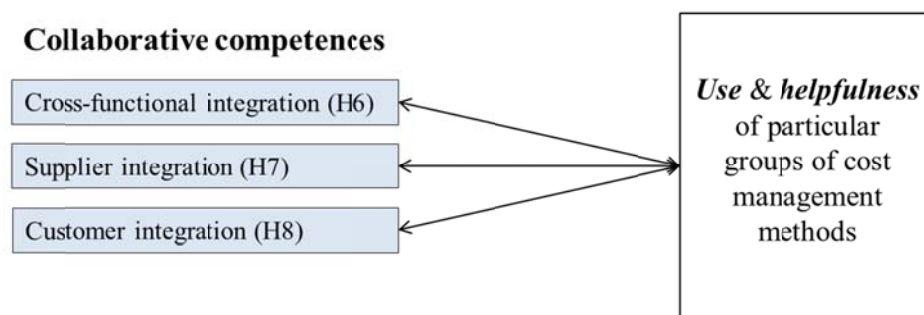 Collaborative competences
Cross-functional integration (H6)
Supplier integration (H7)
Customer integration (H8)
Use & helpfulness
of particular
groups of cost
management
methods